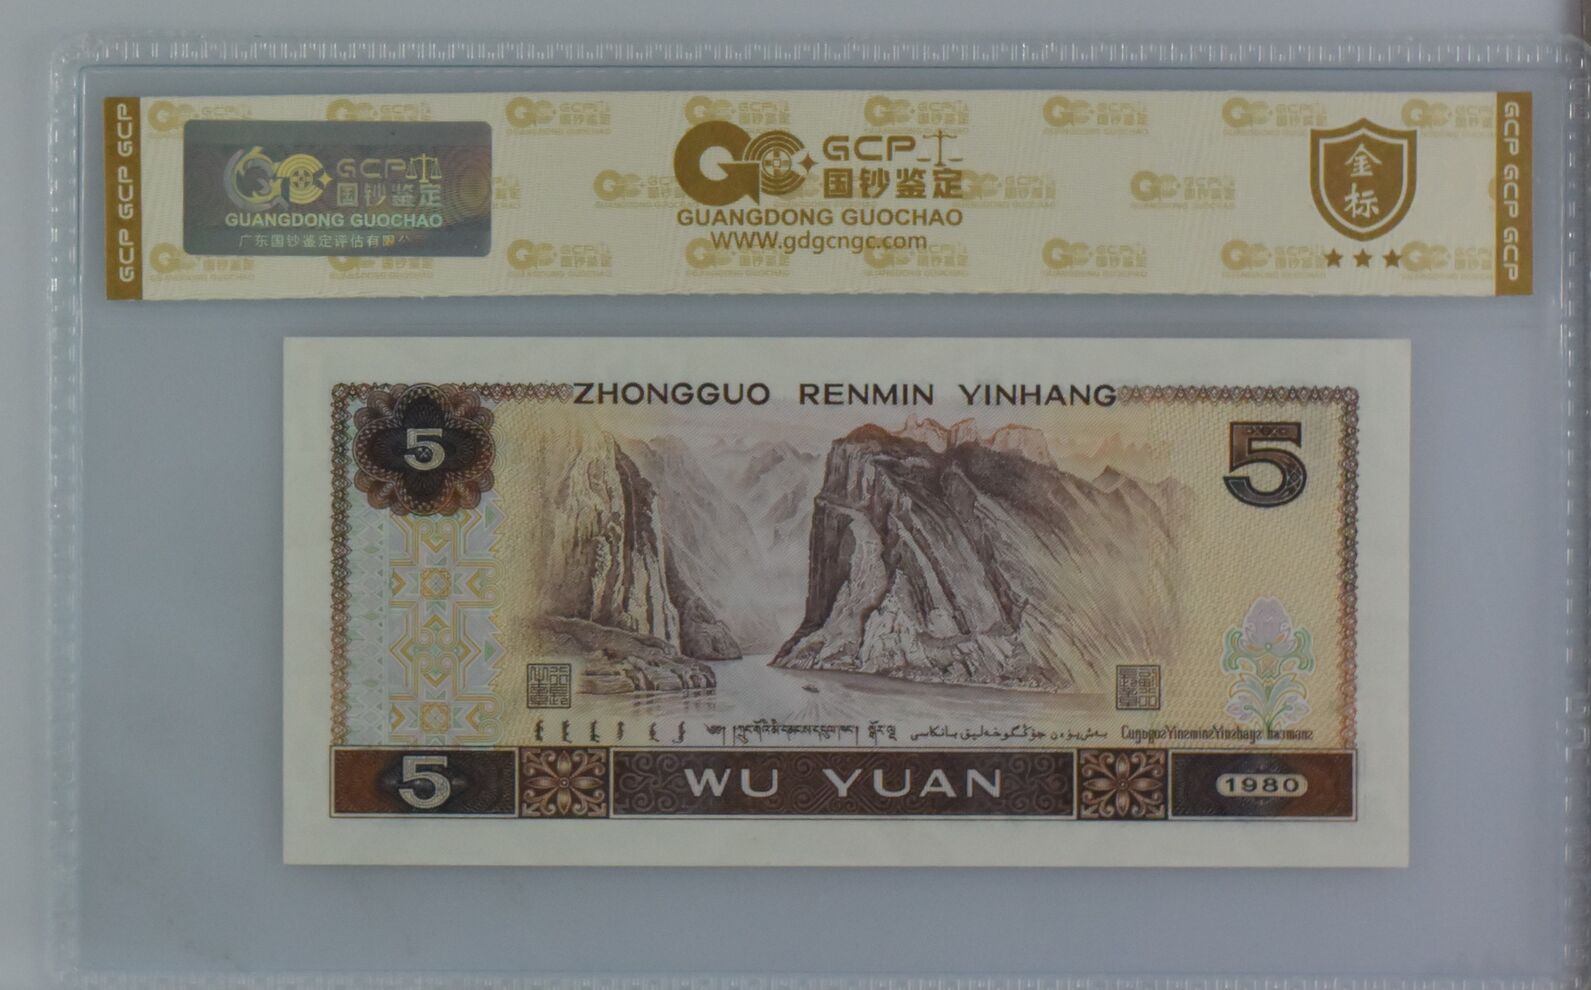 GCP GCP GCP
GCP
国钞鉴定
GUANGDONG GUOCHAO
广东国钞鉴定评估有限公司
GCP
国钞鉴定
GUANGDONG GUOCHAO
WWW.gdgcngc.com
金标
GCP GCP GCP
ZHONGGUO RENMIN YINHANG
5
5
5
WU YUAN
1980